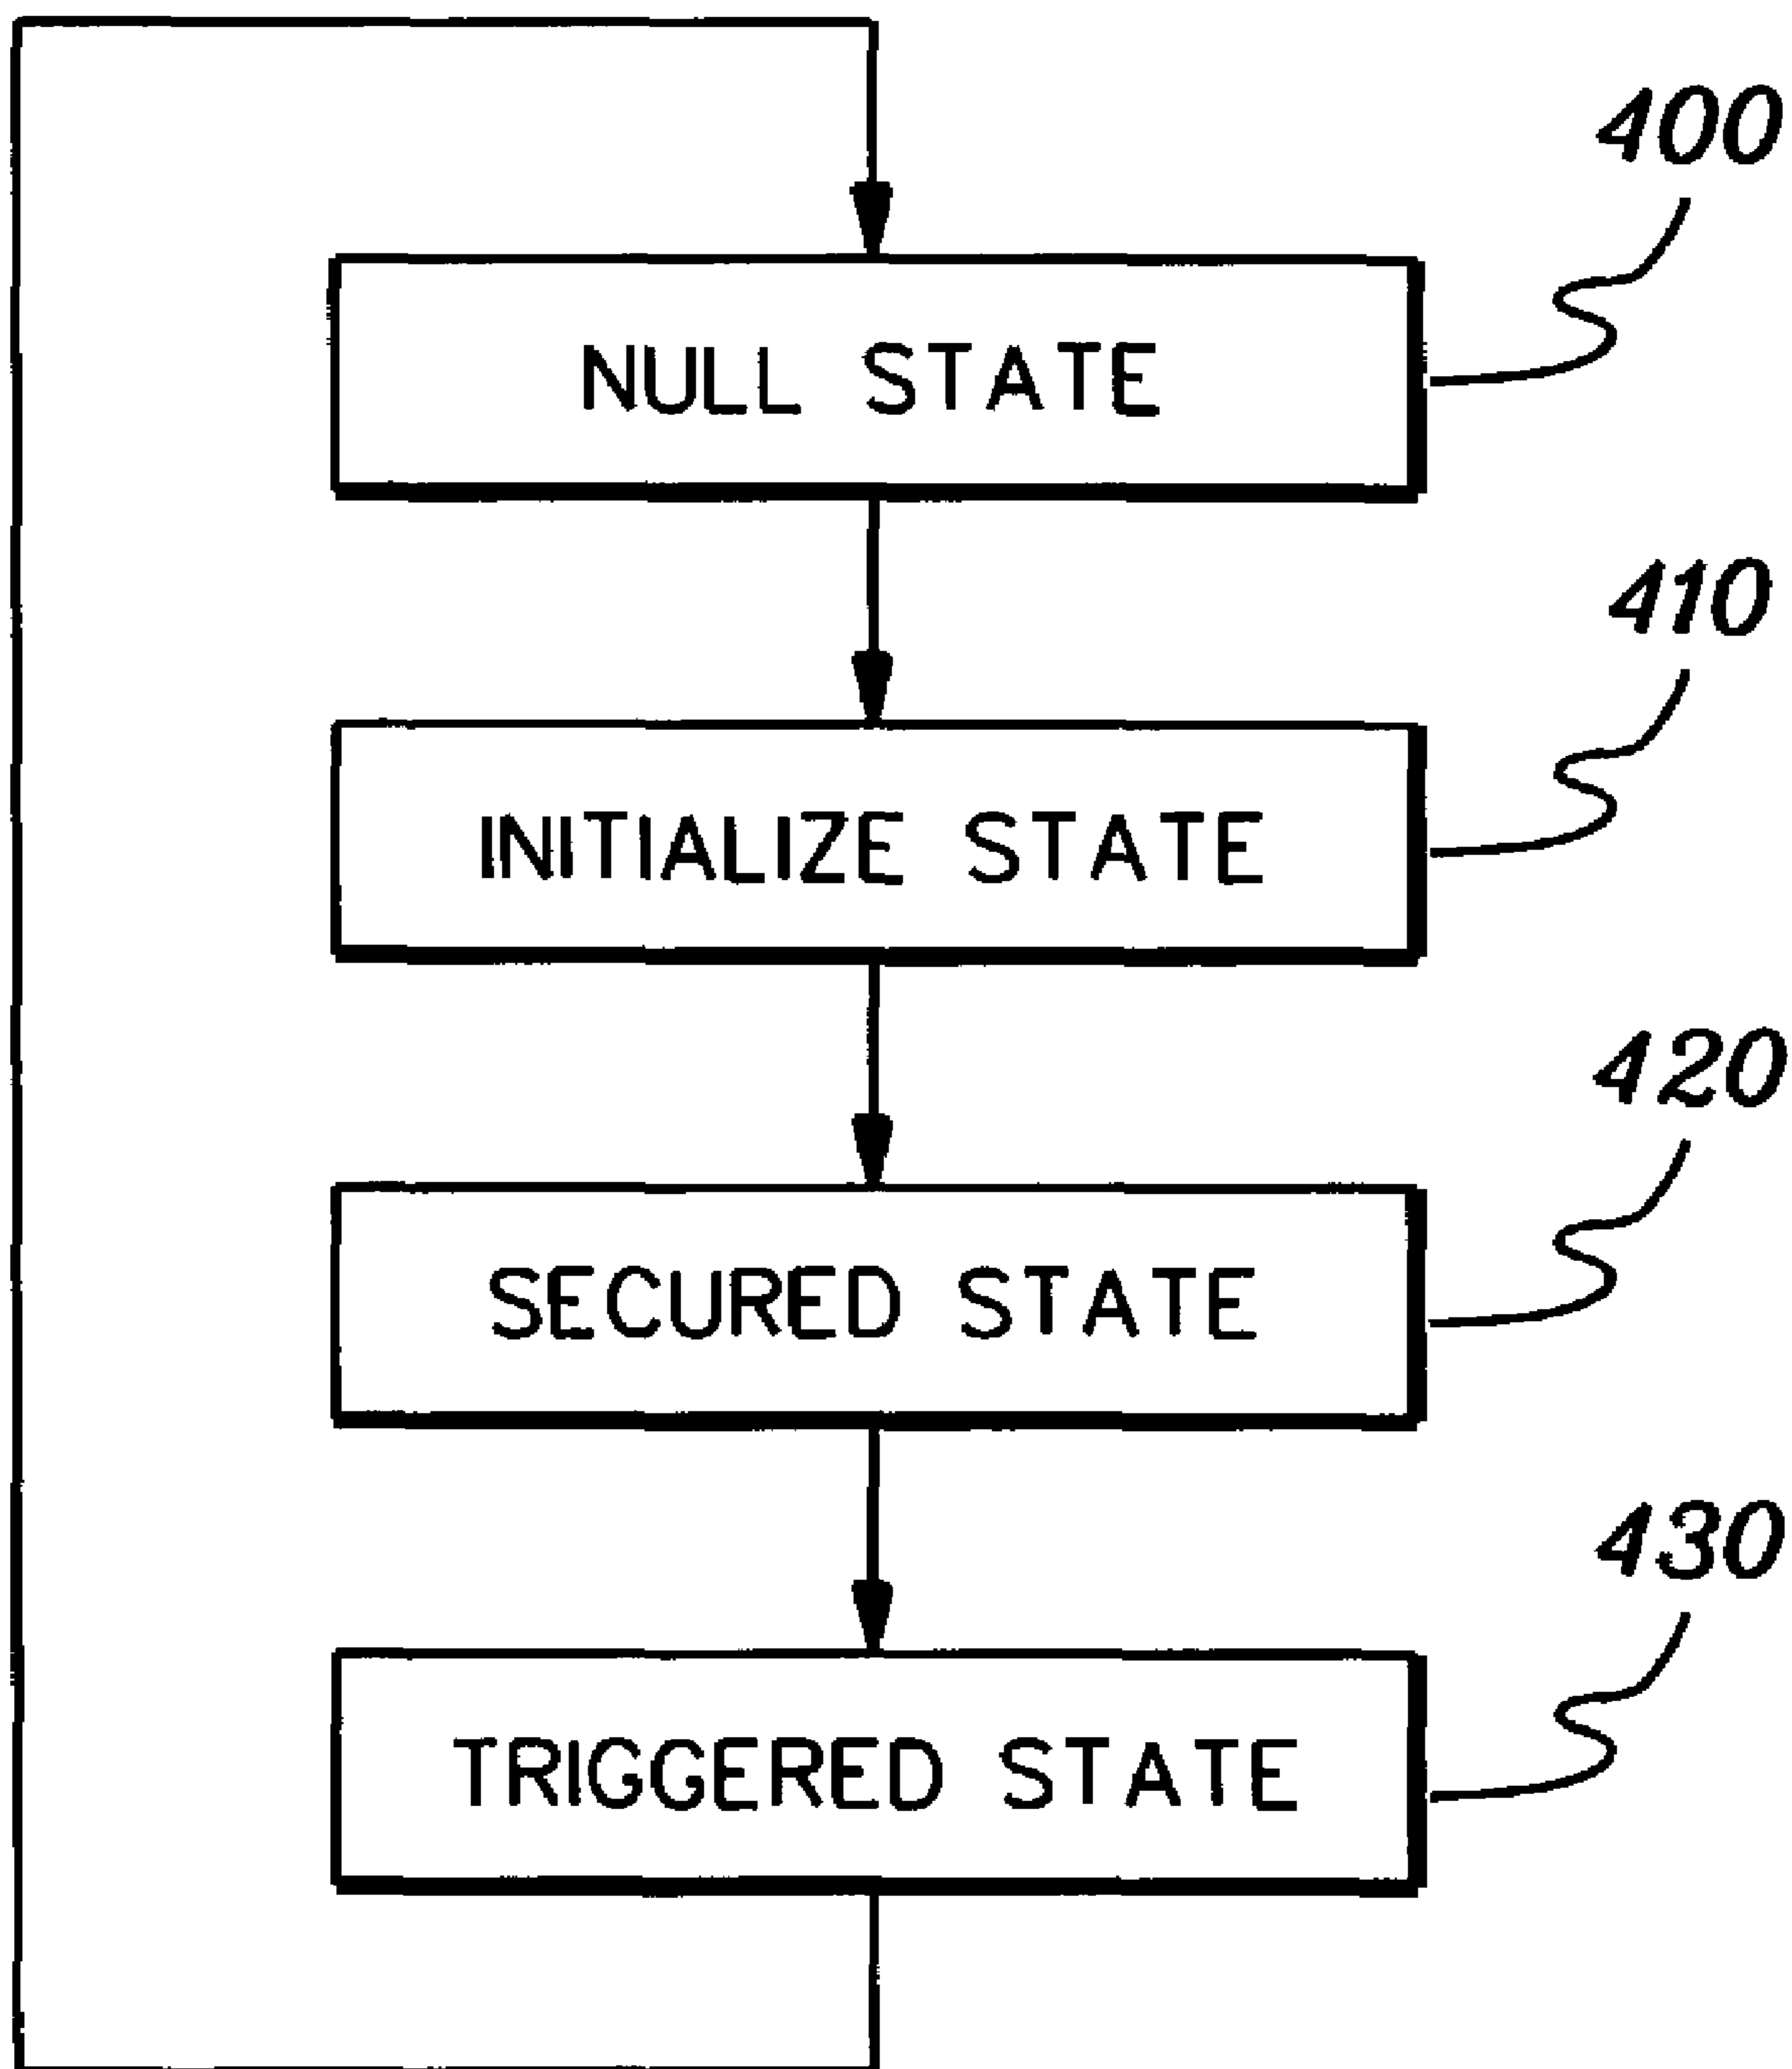 400
NULL STATE
410
INITIALIZE STATE
420
SECURED STATE
430
TRIGGERED STATE